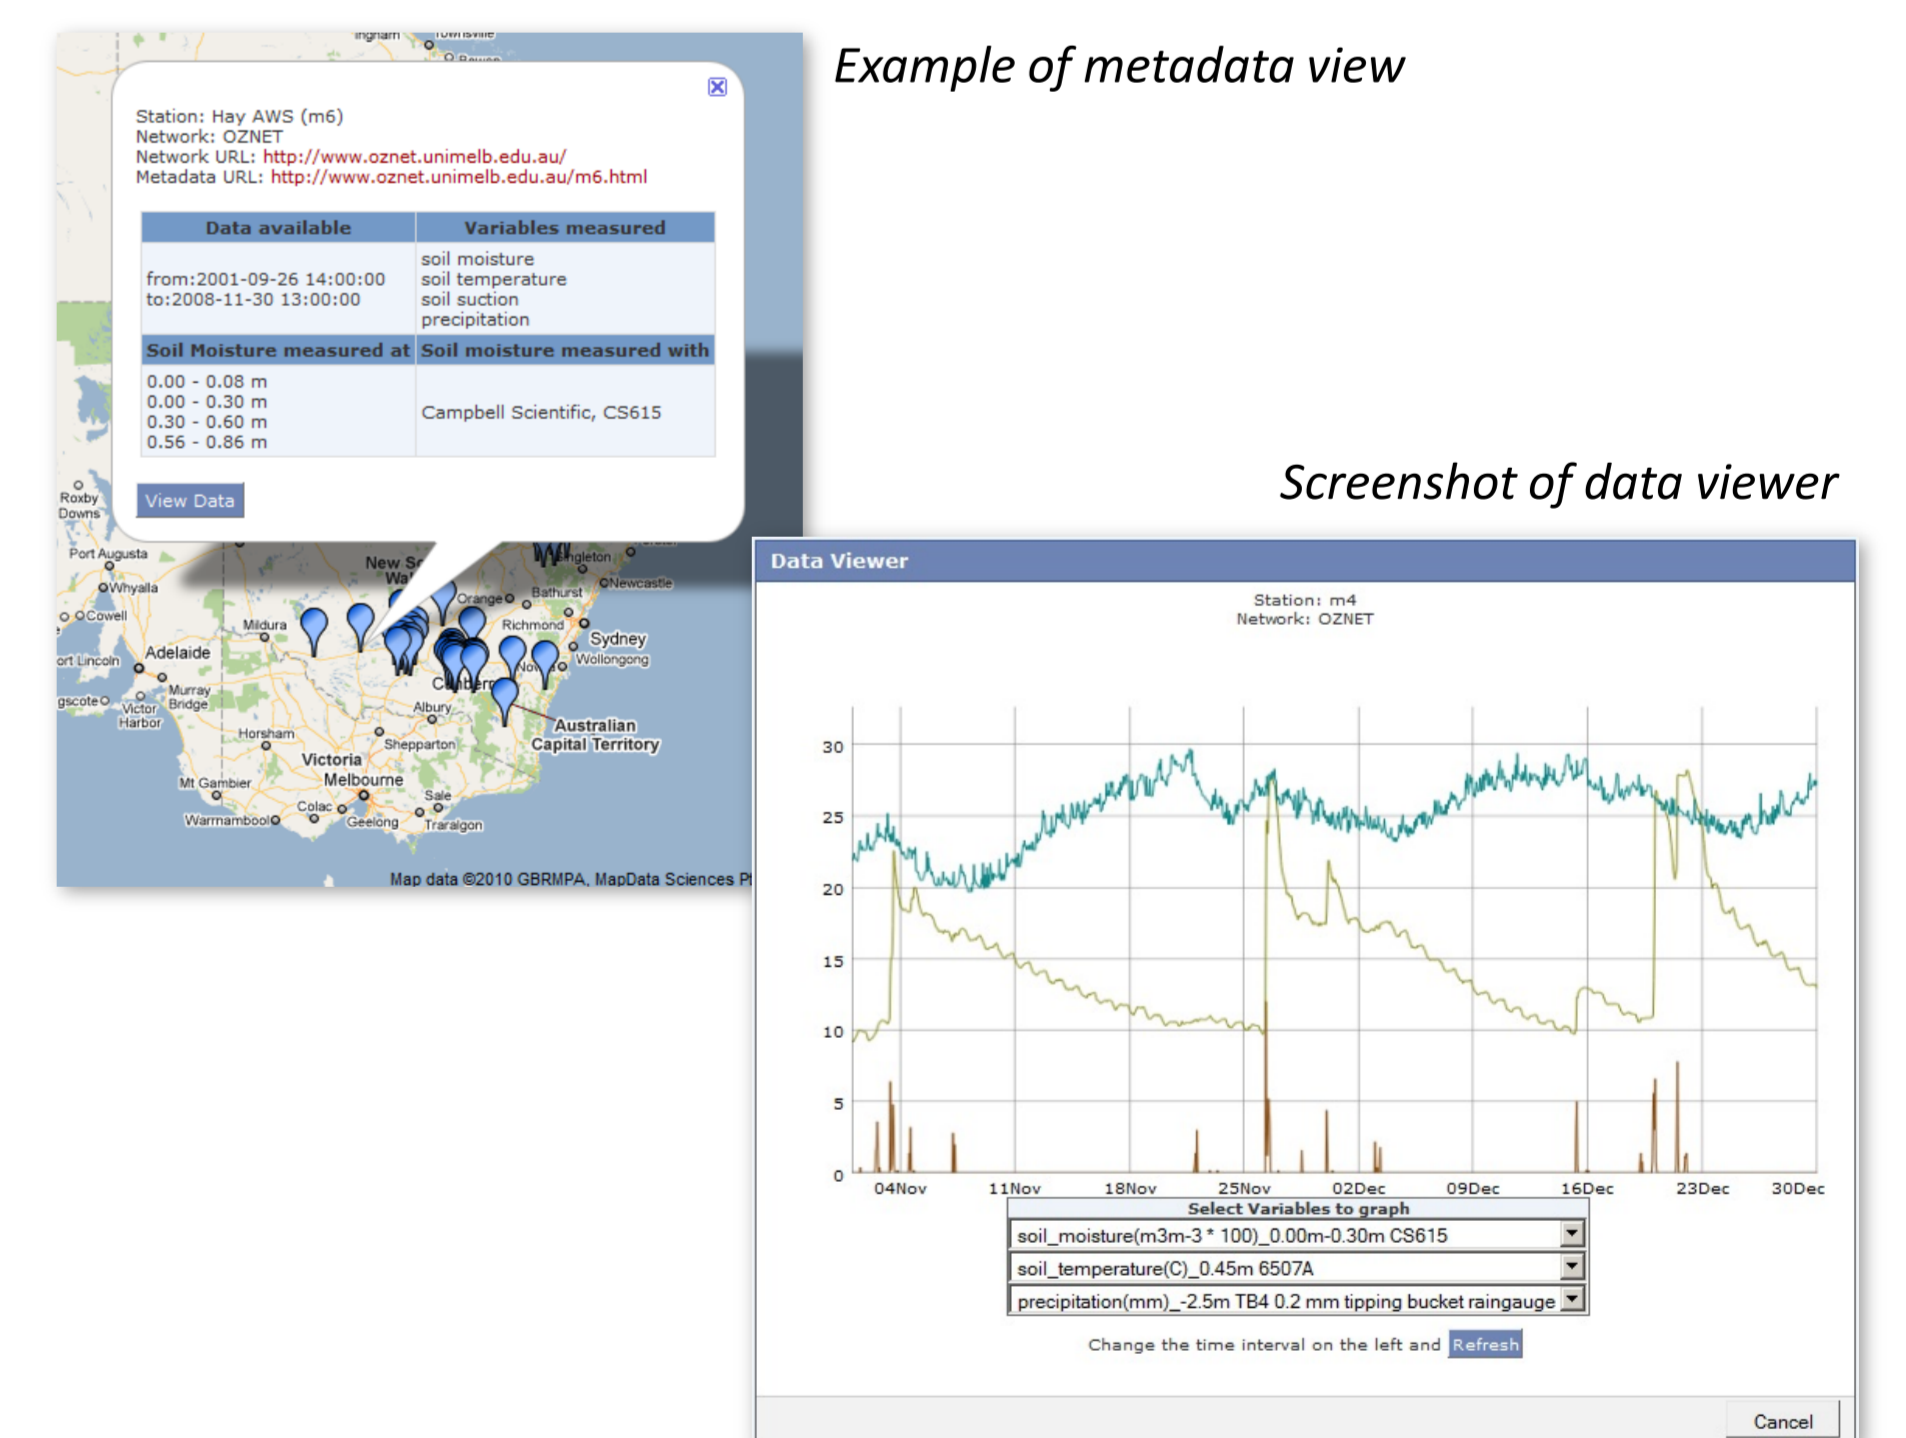 Example of metadata view
Ingham
Townsville
Bowen
Station: Hay AWS (m6)
Network: OZNET
Network URL: http://www.oznet.unimelb.edu.au/
Metadata URL: http://www.oznet.unimelb.edu.au/m6.html
Data available Variables measured
from:2001-09-26 14:00:00
to:2008-11-30 13:00:00
soil moisture
soil temperature
soil suction
precipitation
Soil Moisture measured at Soil moisture measured with
0.00 - 0.08 m
0.00 - 0.30 m
0.30 - 0.60 m
0.56 - 0.86 m
Campbell Scientific, CS615
View Data
Roxby
Downs
Port Augusta
Whyalla
Cowell
ort Lincoln
Adelaide
Murray
Bridge
gscote
Victor
Harbor
Mildura
Orange
Bathurst
ngleton
Newcastle
Richmond
Sydney
Wollongong
Albury
Australian
Capital Territory
Horsham
Shepparton
Victoria
Melbourne
Mt Gambier
Colac
Sale
Warrnambool
Geelong
Traralgon
Map data ©2010 GBRMPA, MapData Sciences
Screenshot of data viewer
Data Viewer
Station: m4
Network: OZNET
30
25
20
15
10
5
0
04Nov 11Nov 18Nov 25Nov 02Dec 09Dec 16Dec 23Dec 30Dec
Select Variables to graph
soil_moisture(m3m-3 * 100)_0.00m-0.30m CS615
soil_temperature(C)_0.45m 6507A
precipitation(mm)_-2.5m TB4 0.2 mm tipping bucket raingauge
Change the time interval on the left and Refresh
Cancel